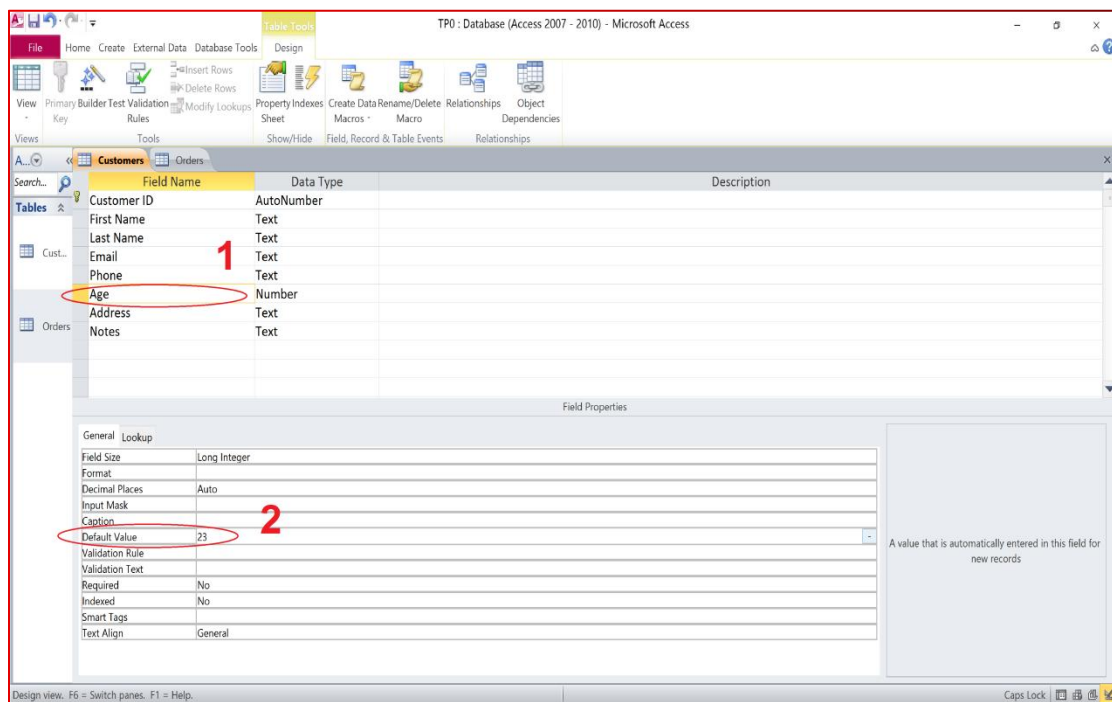 TP0 : Database (Access 2007 - 2010) - Microsoft Access
Table Tools
File Home Create External Data Database Tools Design
View
Primary Key
Builder
Test Validation Rules
Insert Rows
Delete Rows
Modify Lookups
Property Sheet
Indexes
Create Data Macros
Rename/Delete Macro
Relationships
Object Dependencies
Views Tools Show/Hide Field, Record & Table Events Relationships
A... « Customers Orders
Search...
Tables
Cust...
Orders
Field Name Data Type Description
Customer ID AutoNumber
First Name Text
Last Name Text
Email Text
1
Phone Text
Age Number
Address Text
Notes Text
Field Properties
General Lookup
Field Size Long Integer
Format
Decimal Places Auto
Input Mask
Caption
2
Default Value 23
Validation Rule
Validation Text
Required No
Indexed No
Smart Tags
Text Align General
A value that is automatically entered in this field for
new records
Design view. F6 = Switch panes. F1 = Help.
Caps Lock